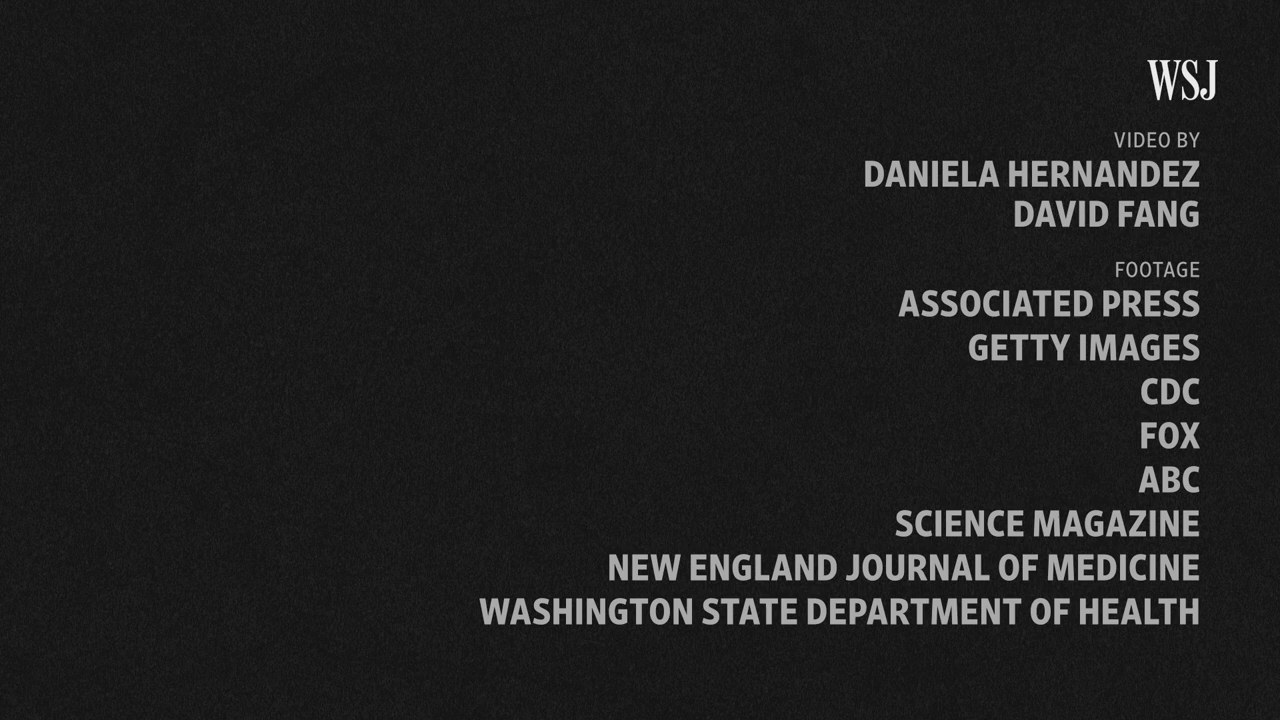 WSJ
VIDEO BY
DANIELA HERNANDEZ
DAVID FANG
FOOTAGE
ASSOCIATED PRESS
GETTY IMAGES
CDC
FOX
ABC
SCIENCE MAGAZINE
NEW ENGLAND JOURNAL OF MEDICINE
WASHINGTON STATE DEPARTMENT OF HEALTH